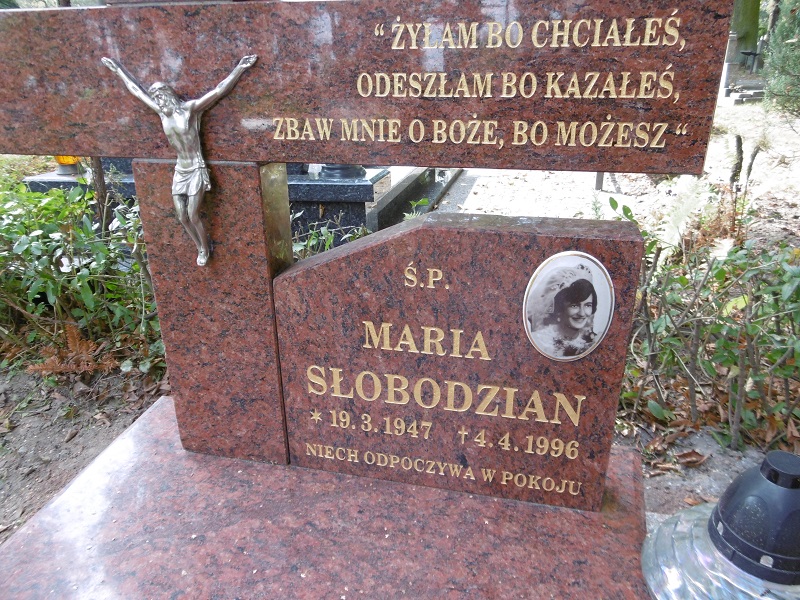 “ ŻYŁAM BO CHCIAŁEŚ,
ODESZŁAM BO KAZAŁEŚ,
ZBAW MNIE O BOŻE, BO MOŻESZ “
Ś.P.
MARIA
SŁOBODZIAN
* 19.3.1947 †4.4.1996
NIECH ODPOCZYWA W POKOJU